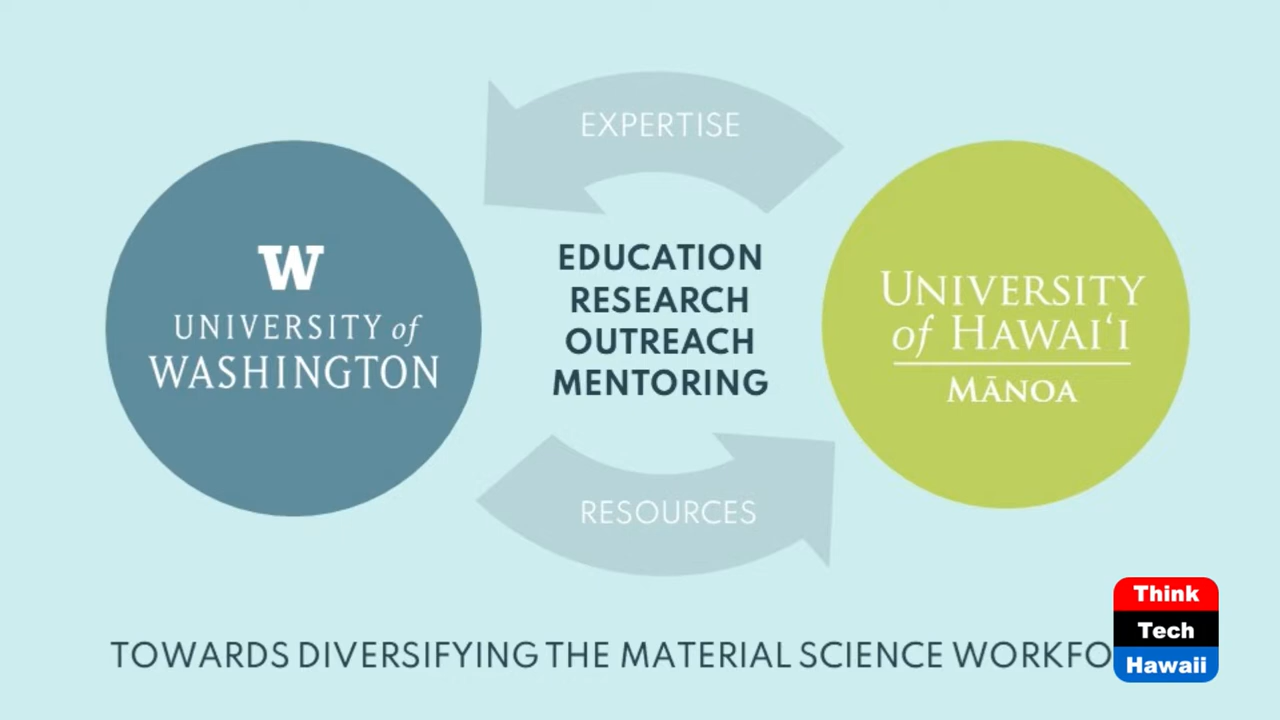 EXPERTISE
W
UNIVERSITY of
WASHINGTON
EDUCATION
RESEARCH
OUTREACH
MENTORING
UNIVERSITY
of HAWAIʻI
MĀNOA
RESOURCES
TOWARDS DIVERSIFYING THE MATERIAL SCIENCE WORKFO
Think
Tech
Hawaii